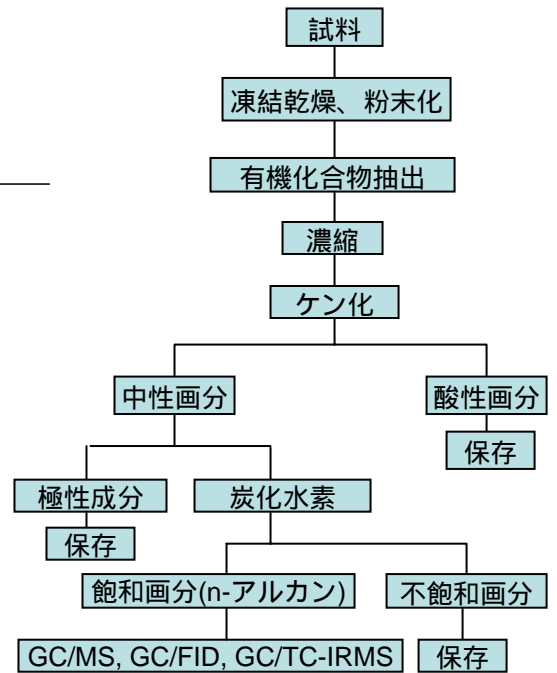 試料
凍結乾燥、粉末化
有機化合物抽出
濃縮
ケン化
中性画分
酸性画分
保存
極性成分
炭化水素
保存
飽和画分(n-アルカン)
不飽和画分
GC/MS, GC/FID, GC/TC-IRMS
保存